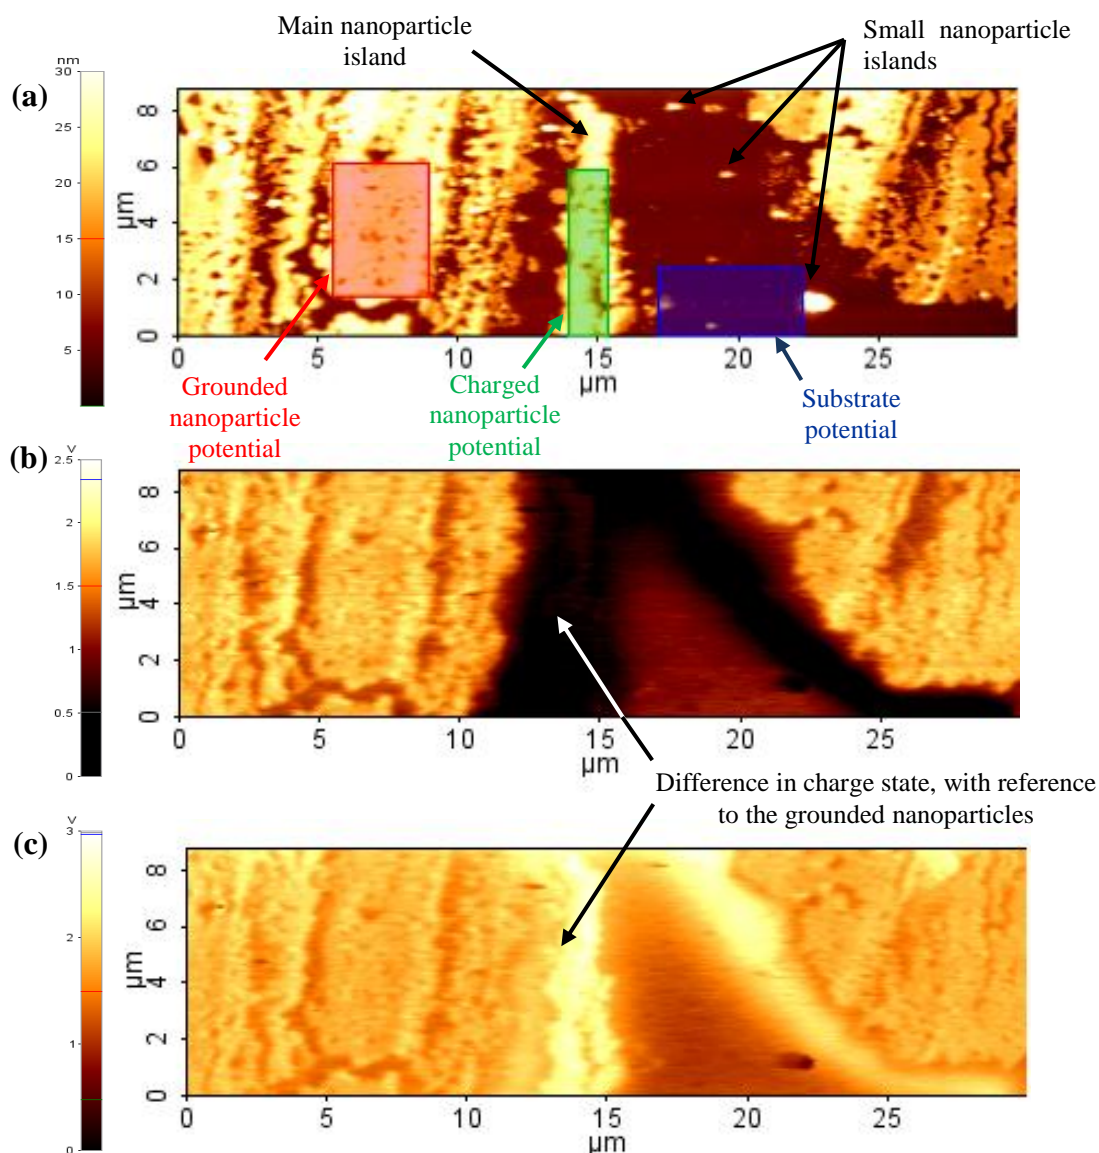 Main nanoparticle
island
Small nanoparticle
islands
(a)
nm
30
25
20
15
10
5
μm
8
6
4
2
0
0 5 10 15 20 25
μm
Grounded
nanoparticle
potential
Charged
nanoparticle
potential
Substrate
potential
(b)
V
2.5
2
1.5
1
0.5
0
μm
8
6
4
2
0
0 5 10 15 20 25
μm
Difference in charge state, with reference
to the grounded nanoparticles
(c)
V
3
2
1
0
μm
8
6
4
2
0
0 5 10 15 20 25
μm